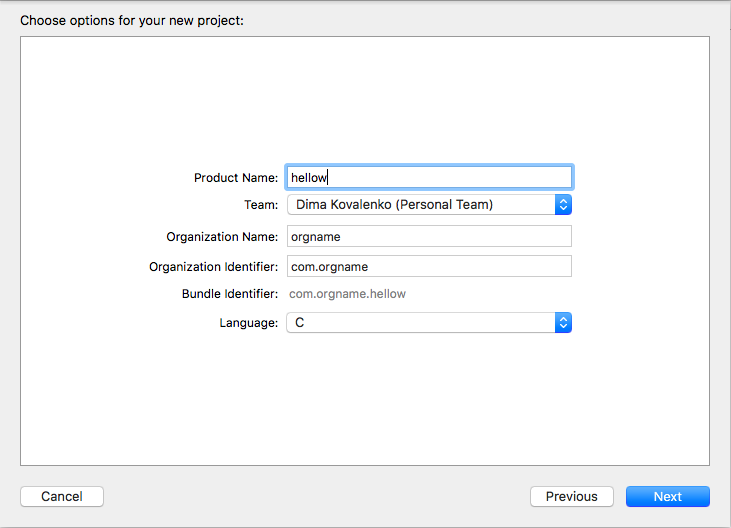 Choose options for your new project:
Product Name: hellow
Team: Dima Kovalenko (Personal Team)
Organization Name: orgname
Organization Identifier: com.orgname
Bundle Identifier: com.orgname.hellow
Language: C
Cancel Previous Next